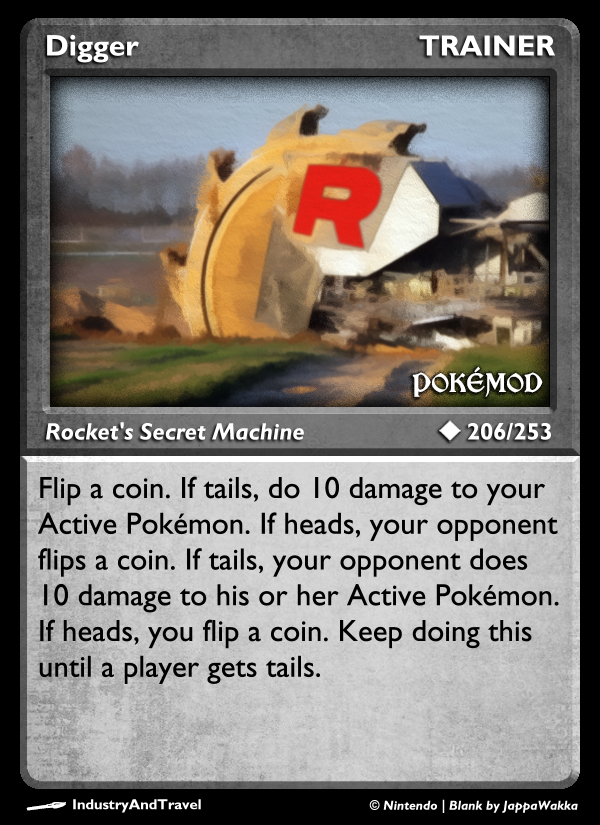 Digger TRAINER
R
POKÉMOD
Rocket's Secret Machine ◆ 206/253
Flip a coin. If tails, do 10 damage to your
Active Pokémon. If heads, your opponent
flips a coin. If tails, your opponent does
10 damage to his or her Active Pokémon.
If heads, you flip a coin. Keep doing this
until a player gets tails.
IndustryAndTravel © Nintendo | Blank by JappaWakka